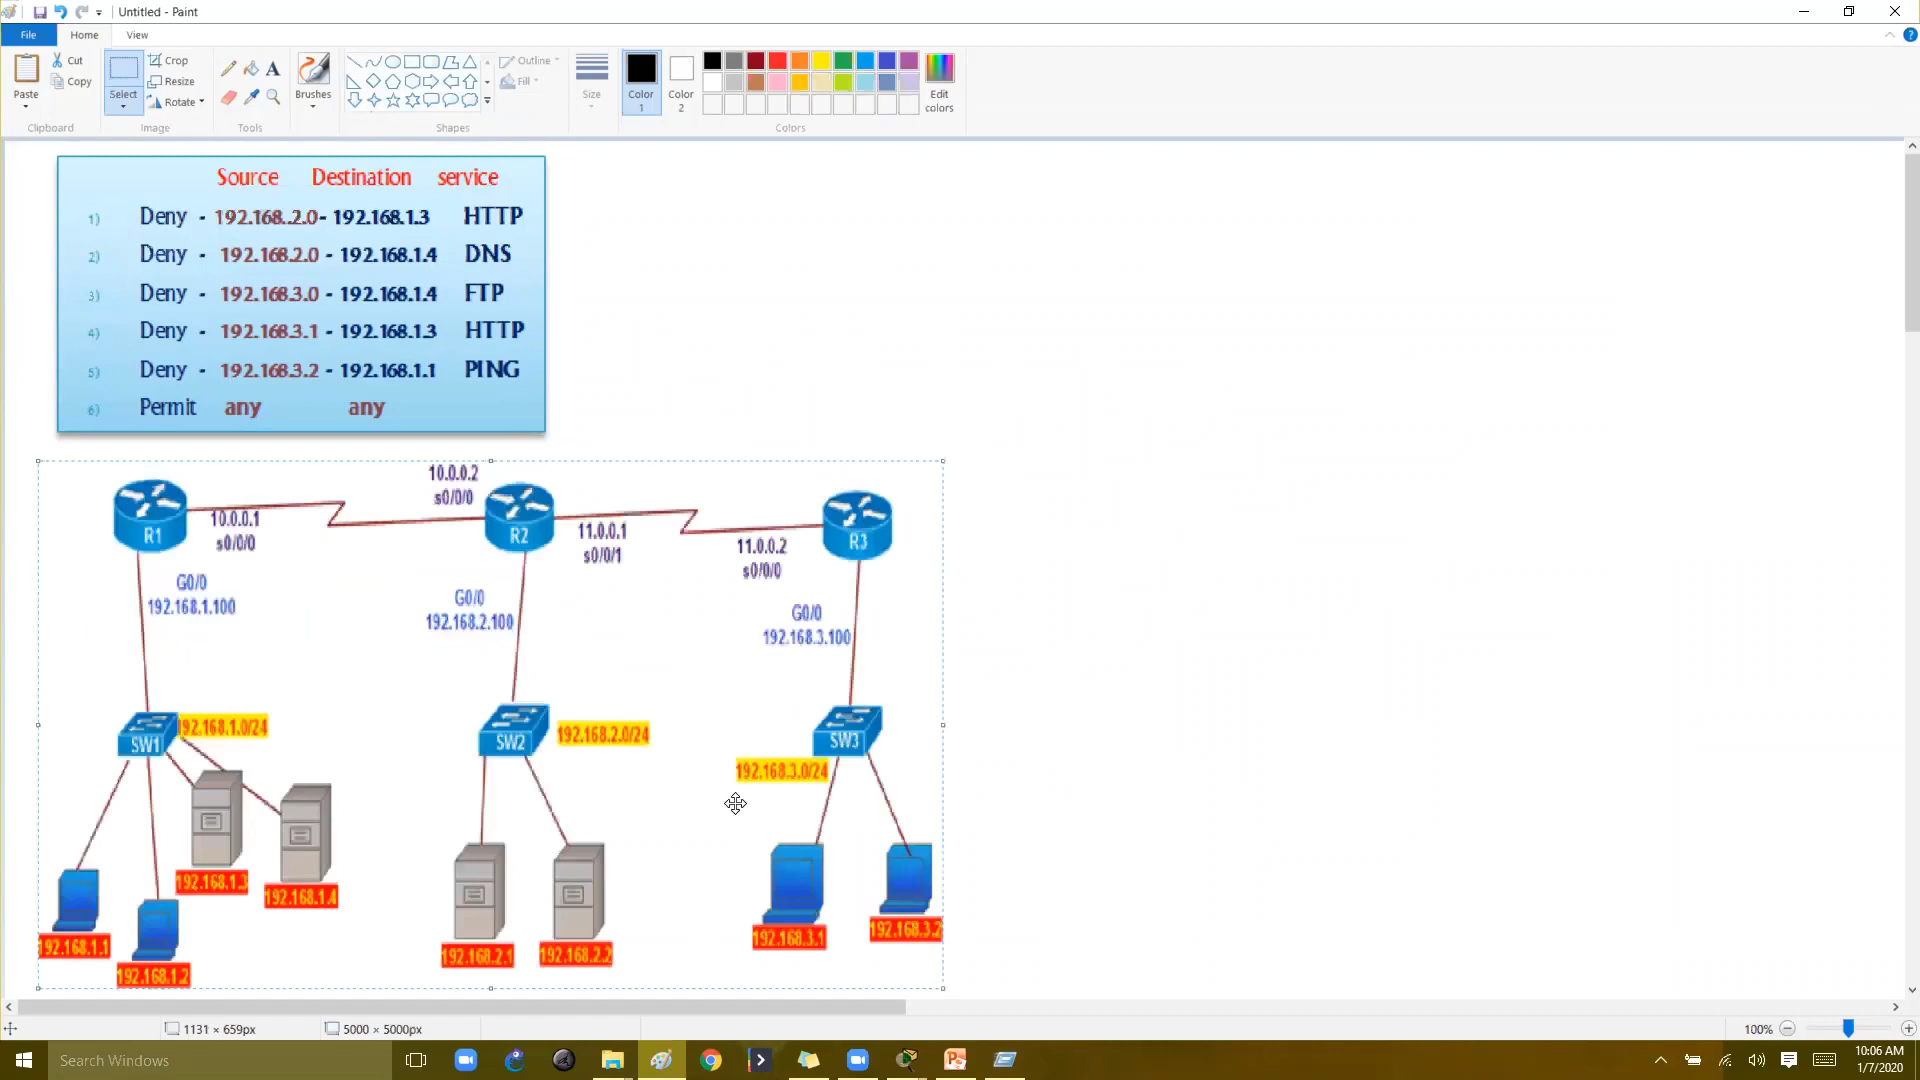 Untitled - Paint
File Home View
Paste
Cut
Copy
Clipboard
Select
Crop
Resize
Rotate
Image
Tools
Brushes
Outline
Fill
Shapes
Size
Color 1
Color 2
Edit colors
Colors
Source Destination service
1) Deny - 192.168..2.0- 192.168.1.3 HTTP
2) Deny - 192.168.2.0 - 192.168.1.4 DNS
3) Deny - 192.168.3.0 - 192.168.1.4 FTP
4) Deny - 192.168.3.1 - 192.168.1.3 HTTP
5) Deny - 192.168.3.2 - 192.168.1.1 PING
6) Permit any any
10.0.0.2
s0/0/0
R1
10.0.0.1
s0/0/0
R2
11.0.0.1
s0/0/1
11.0.0.2
s0/0/0
R3
G0/0
192.168.1.100
G0/0
192.168.2.100
G0/0
192.168.3.100
SW1
192.168.1.0/24
SW2
192.168.2.0/24
SW3
192.168.3.0/24
192.168.1.3
192.168.1.4
192.168.1.1
192.168.1.2
192.168.2.1
192.168.2.2
192.168.3.1
192.168.3.2
1131 × 659px
5000 × 5000px
100%
Search Windows
10:06 AM
1/7/2020